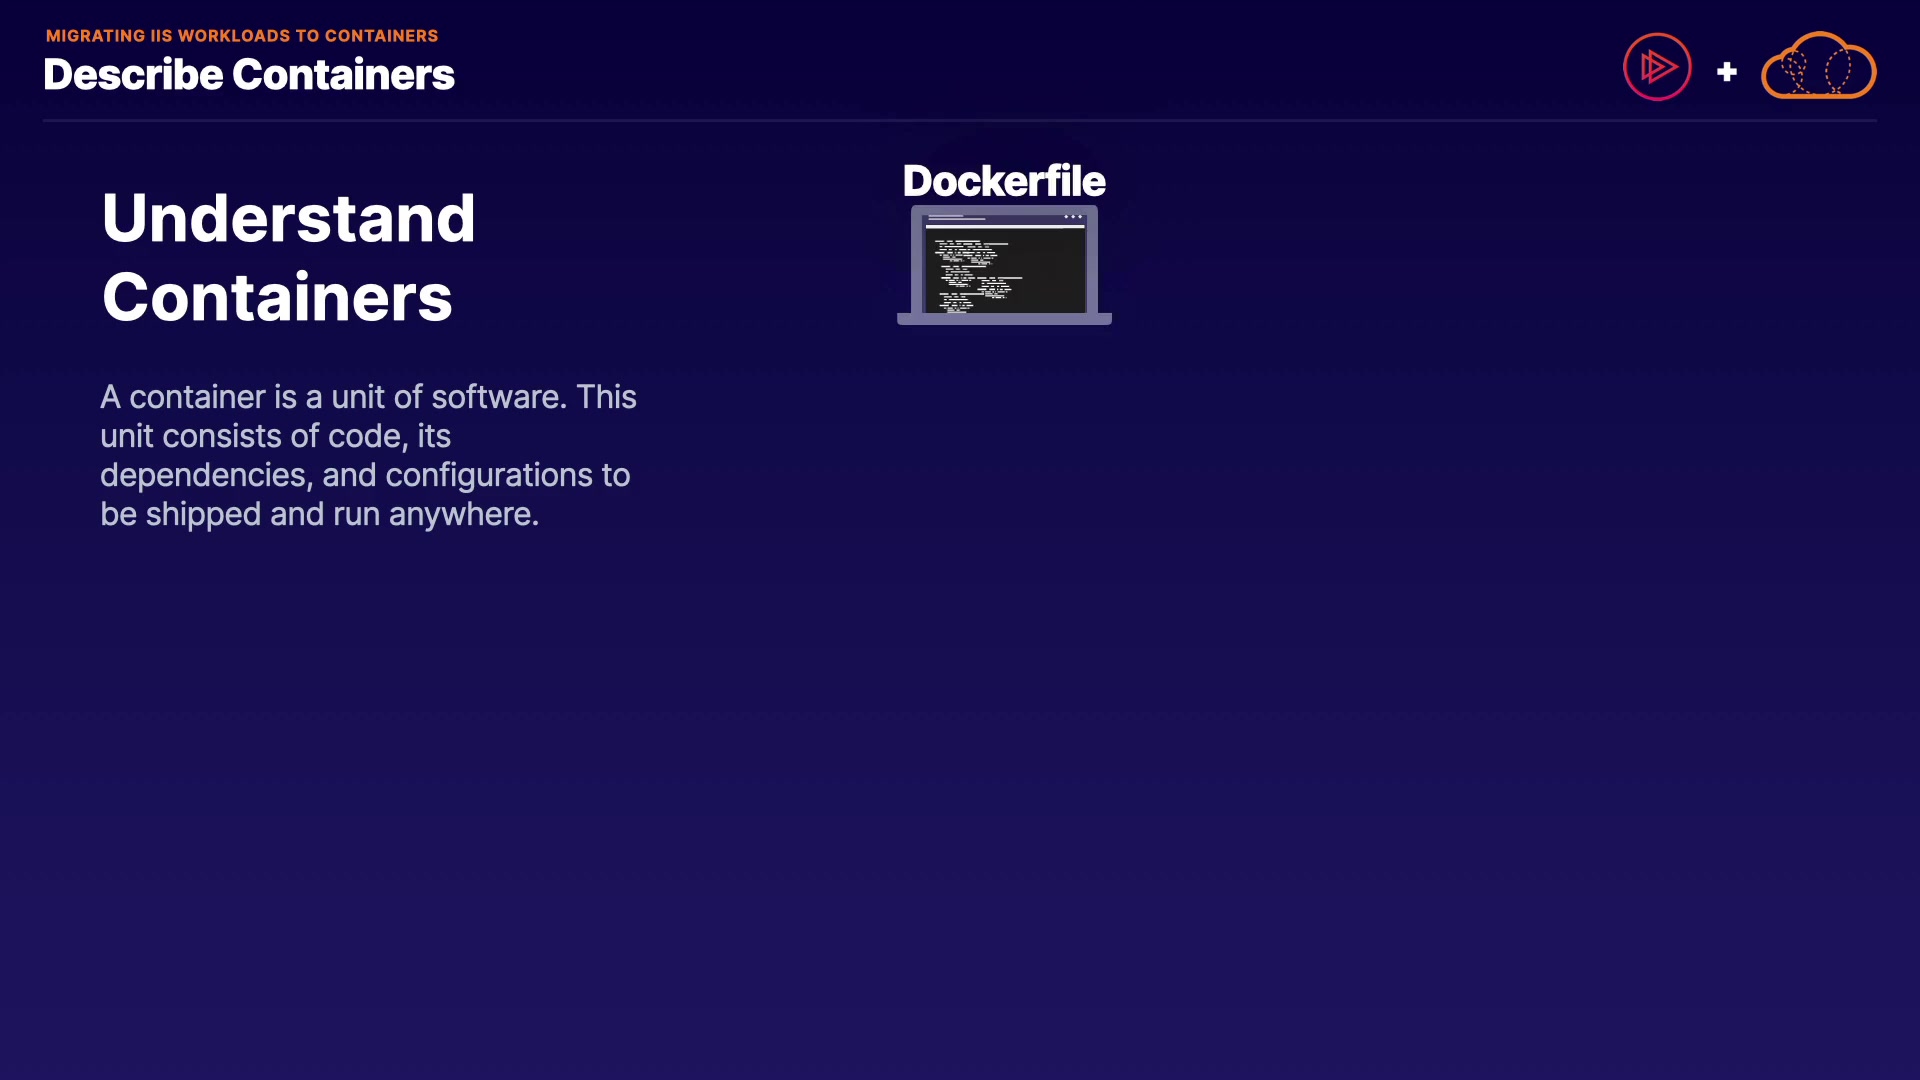 MIGRATING IIS WORKLOADS TO CONTAINERS
Describe Containers
Understand
Containers
A container is a unit of software. This
unit consists of code, its
dependencies, and configurations to
be shipped and run anywhere.
Dockerfile